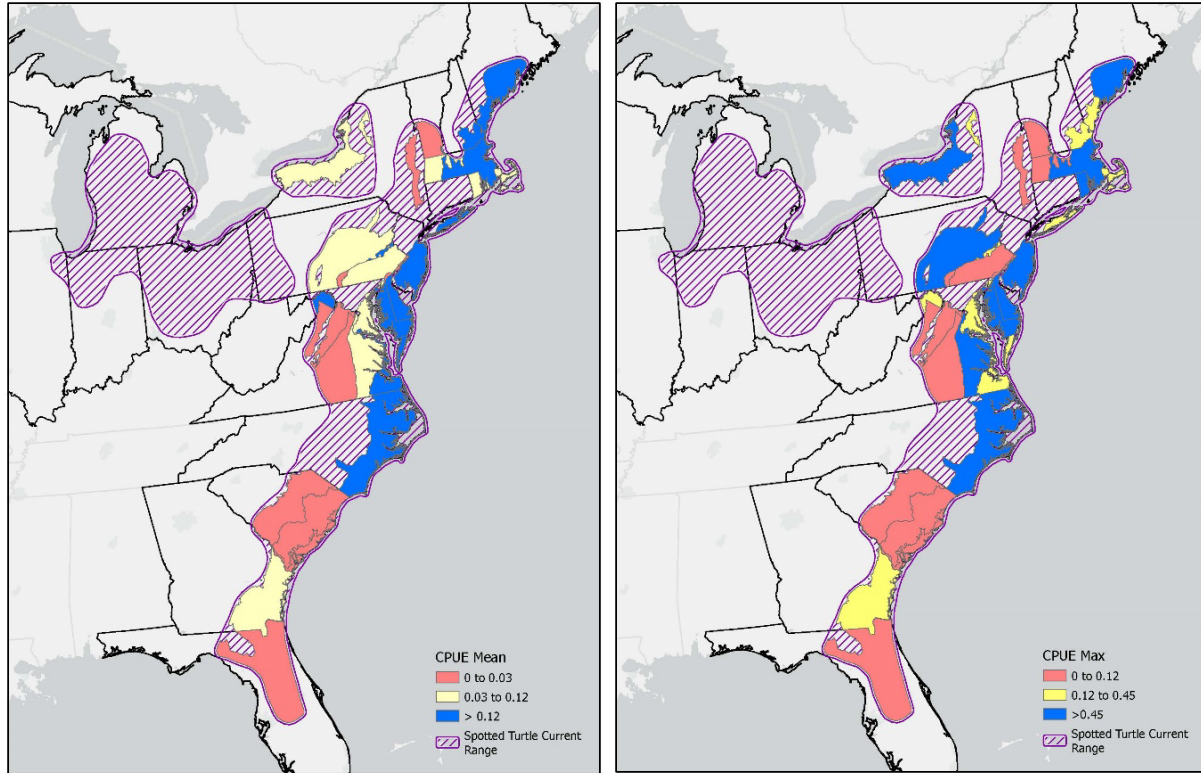 CPUE Mean
0 to 0.03
0.03 to 0.12
> 0.12
Spotted Turtle Current
Range
CPUE Max
0 to 0.12
0.12 to 0.45
>0.45
Spotted Turtle Current
Range